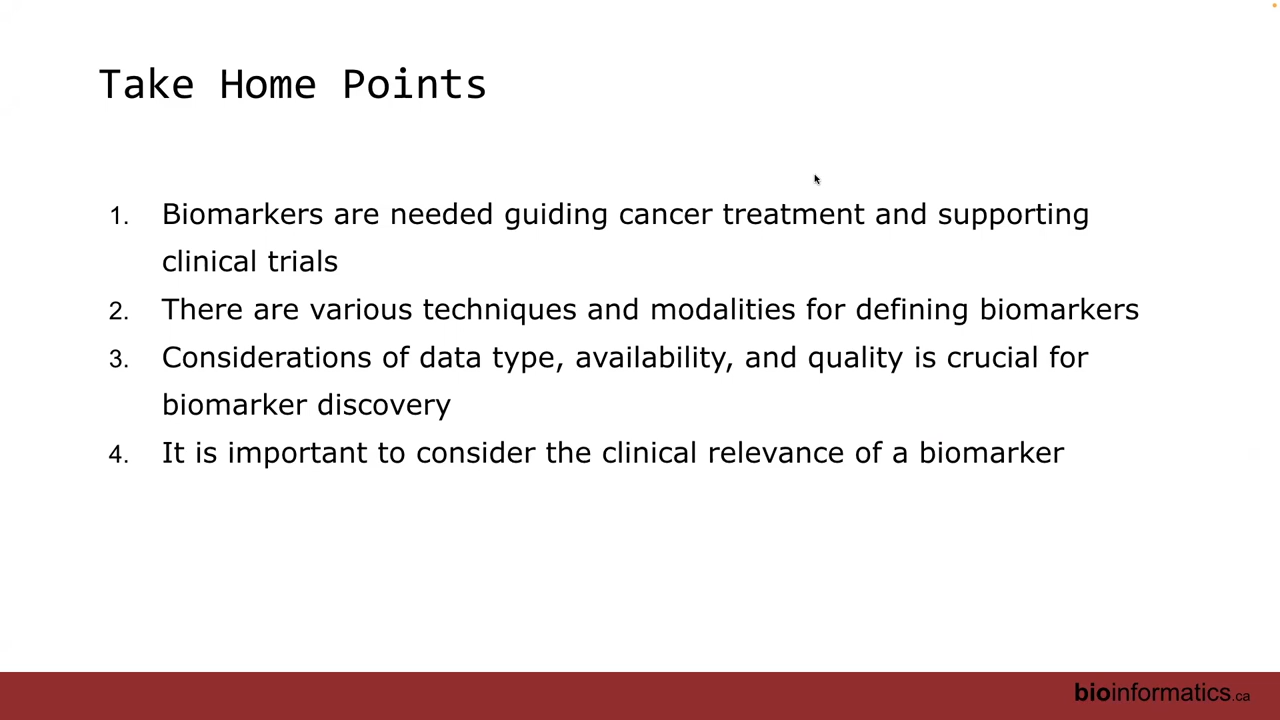 Take Home Points
1. Biomarkers are needed guiding cancer treatment and supporting
clinical trials
2. There are various techniques and modalities for defining biomarkers
3. Considerations of data type, availability, and quality is crucial for
biomarker discovery
4. It is important to consider the clinical relevance of a biomarker
bioinformatics.ca